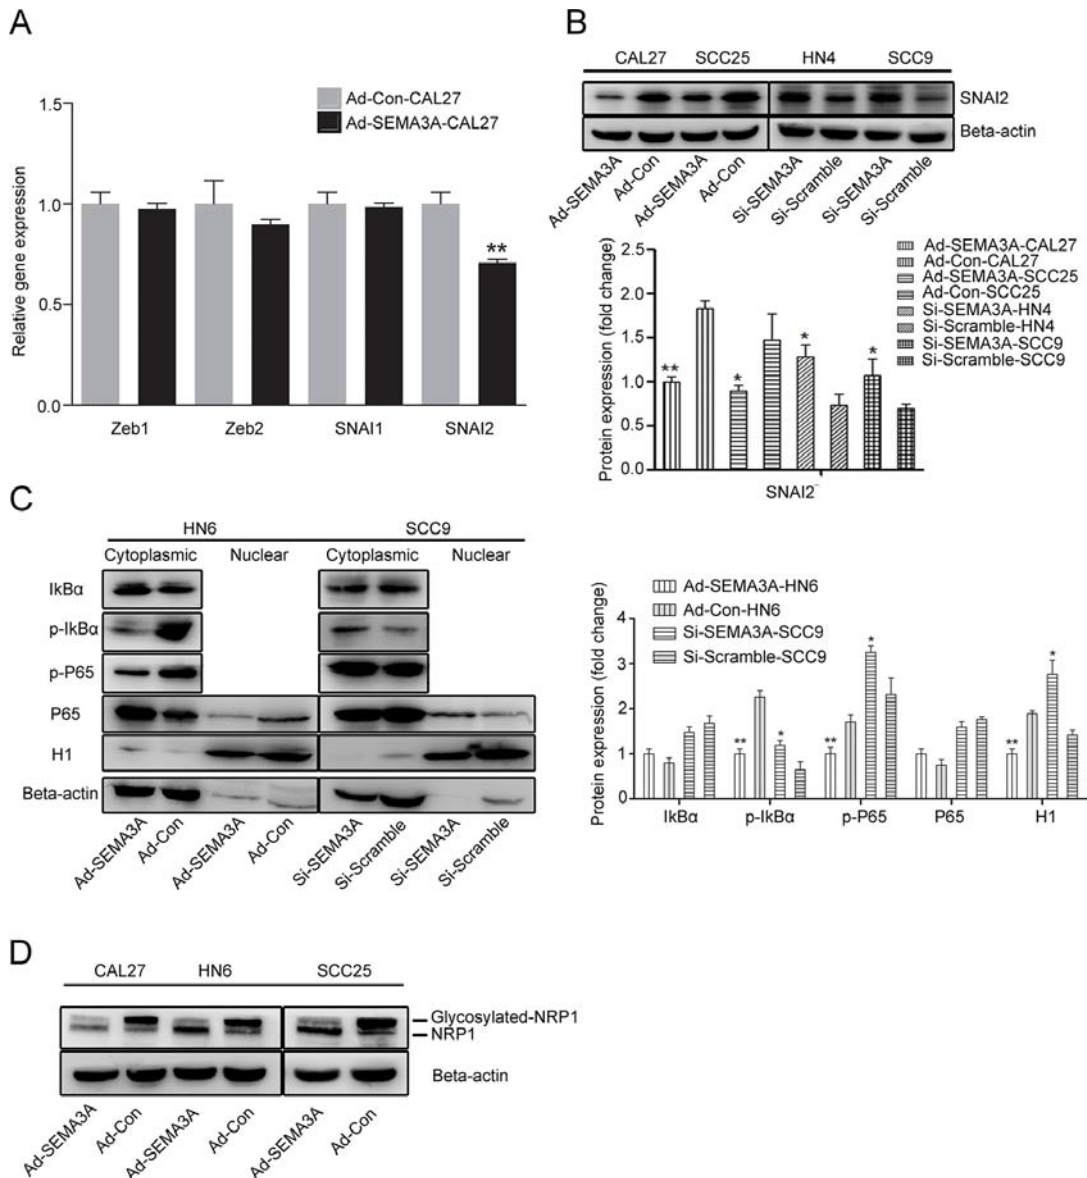 A
Ad-Con-CAL27
Ad-SEMA3A-CAL27
Relative gene expression
1.5
1.0
0.5
0.0
**
Zeb1 Zeb2 SNAI1 SNAI2
B
CAL27 SCC25 HN4 SCC9
SNAI2
Beta-actin
Ad-SEMA3A Ad-Con Ad-SEMA3A Ad-Con Si-SEMA3A Si-Scramble Si-SEMA3A Si-Scramble
Protein expression (fold change)
2.5
2.0
1.5
1.0
0.5
0.0
** * * *
SNAI2
Ad-SEMA3A-CAL27
Ad-Con-CAL27
Ad-SEMA3A-SCC25
Ad-Con-SCC25
Si-SEMA3A-HN4
Si-Scramble-HN4
Si-SEMA3A-SCC9
Si-Scramble-SCC9
C
HN6 SCC9
Cytoplasmic Nuclear Cytoplasmic Nuclear
IkBα
p-IkBα
p-P65
P65
H1
Beta-actin
Ad-SEMA3A Ad-Con Ad-SEMA3A Ad-Con Si-SEMA3A Si-Scramble Si-SEMA3A Si-Scramble
Protein expression (fold change)
4
3
2
1
0
Ad-SEMA3A-HN6
Ad-Con-HN6
Si-SEMA3A-SCC9
Si-Scramble-SCC9
** * ** * ** *
IkBα p-IkBα p-P65 P65 H1
D
CAL27 HN6 SCC25
Glycosylated-NRP1
NRP1
Beta-actin
Ad-SEMA3A Ad-Con Ad-SEMA3A Ad-Con Ad-SEMA3A Ad-Con